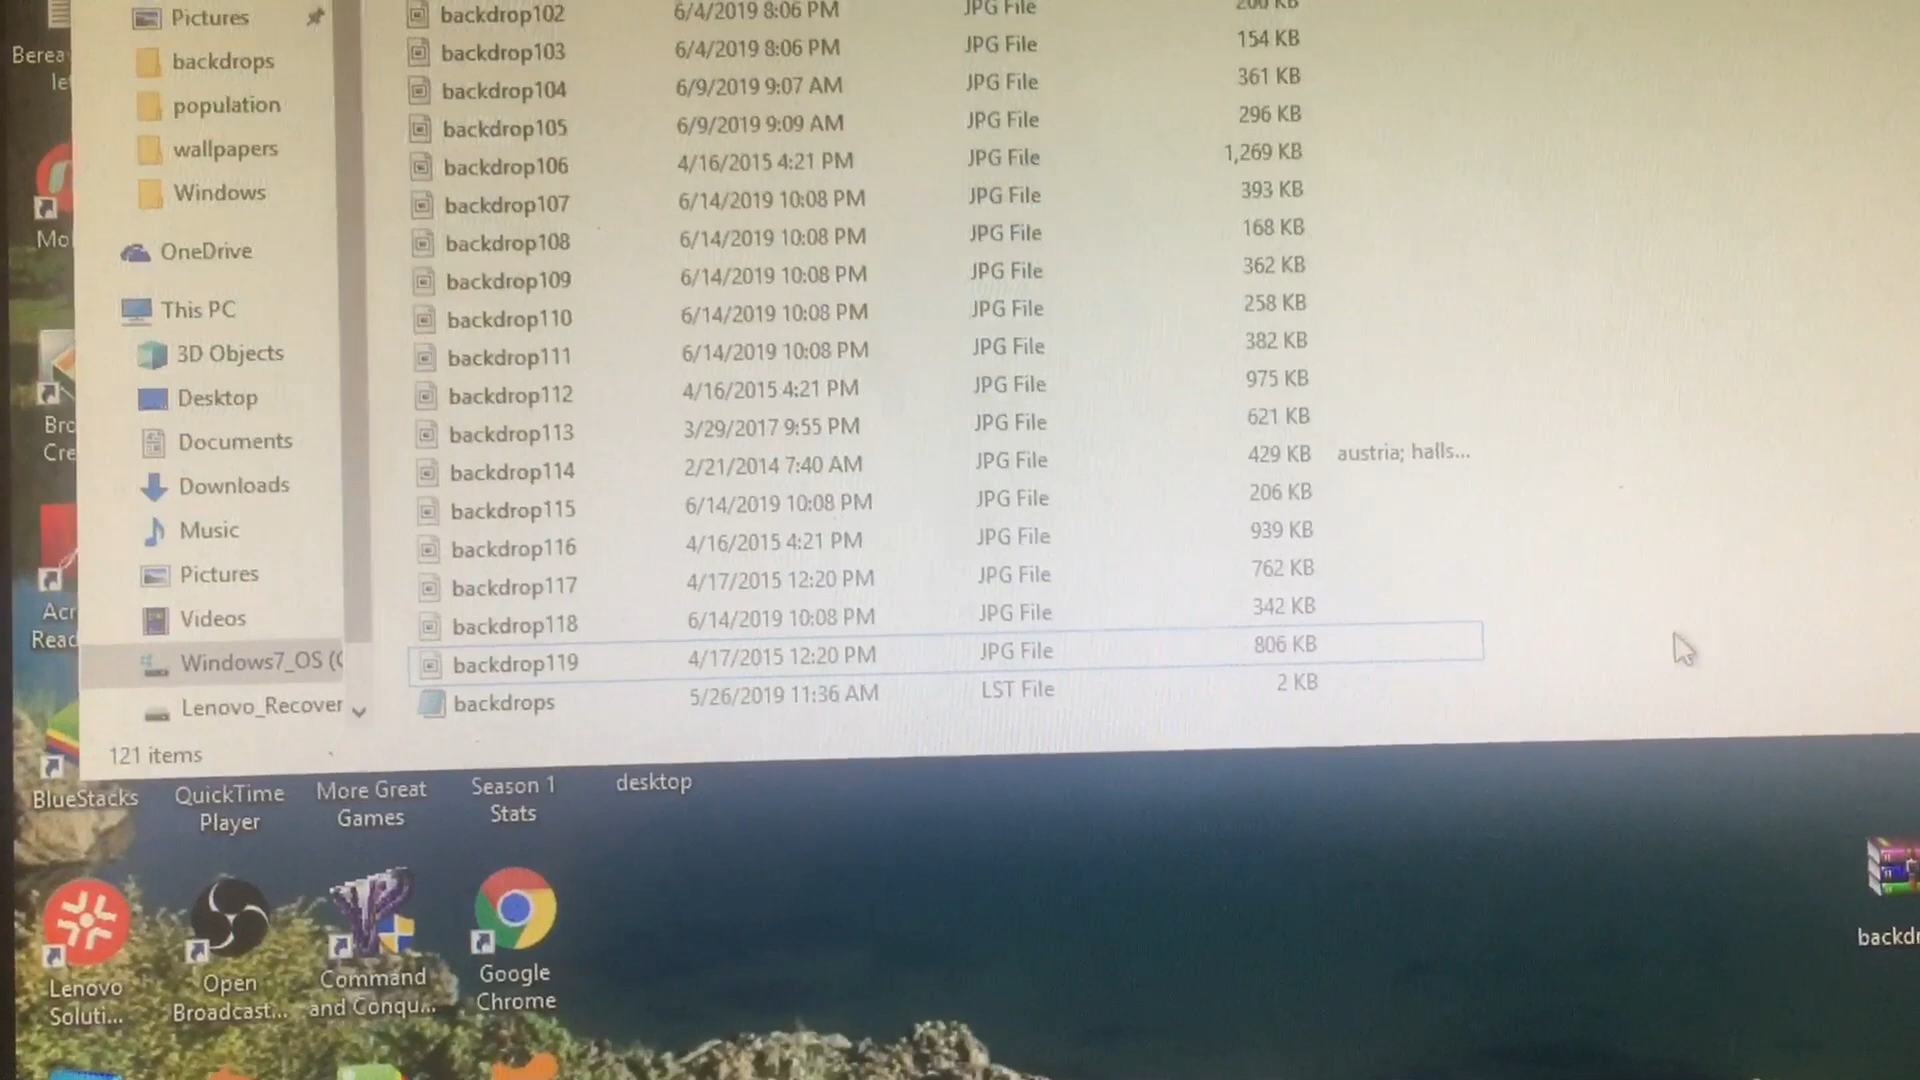 Pictures
backdrops
population
wallpapers
Windows
OneDrive
This PC
3D Objects
Desktop
Documents
Downloads
Music
Pictures
Videos
Windows7_OS (C
Lenovo_Recover
121 items
backdrop102 6/4/2019 8:06 PM JPG File 200 KB
backdrop103 6/4/2019 8:06 PM JPG File 154 KB
backdrop104 6/9/2019 9:07 AM JPG File 361 KB
backdrop105 6/9/2019 9:09 AM JPG File 296 KB
backdrop106 4/16/2015 4:21 PM JPG File 1,269 KB
backdrop107 6/14/2019 10:08 PM JPG File 393 KB
backdrop108 6/14/2019 10:08 PM JPG File 168 KB
backdrop109 6/14/2019 10:08 PM JPG File 362 KB
backdrop110 6/14/2019 10:08 PM JPG File 258 KB
backdrop111 6/14/2019 10:08 PM JPG File 382 KB
backdrop112 4/16/2015 4:21 PM JPG File 975 KB
backdrop113 3/29/2017 9:55 PM JPG File 621 KB
backdrop114 2/21/2014 7:40 AM JPG File 429 KB austria; halls...
backdrop115 6/14/2019 10:08 PM JPG File 206 KB
backdrop116 4/16/2015 4:21 PM JPG File 939 KB
backdrop117 4/17/2015 12:20 PM JPG File 762 KB
backdrop118 6/14/2019 10:08 PM JPG File 342 KB
backdrop119 4/17/2015 12:20 PM JPG File 806 KB
backdrops 5/26/2019 11:36 AM LST File 2 KB
Berea
le
Mo
Bro
Cre
Acr
Read
BlueStacks
QuickTime
Player
More Great
Games
Season 1
Stats
desktop
Lenovo
Soluti...
Open
Broadcast...
Command
and Conqu...
Google
Chrome
backdr